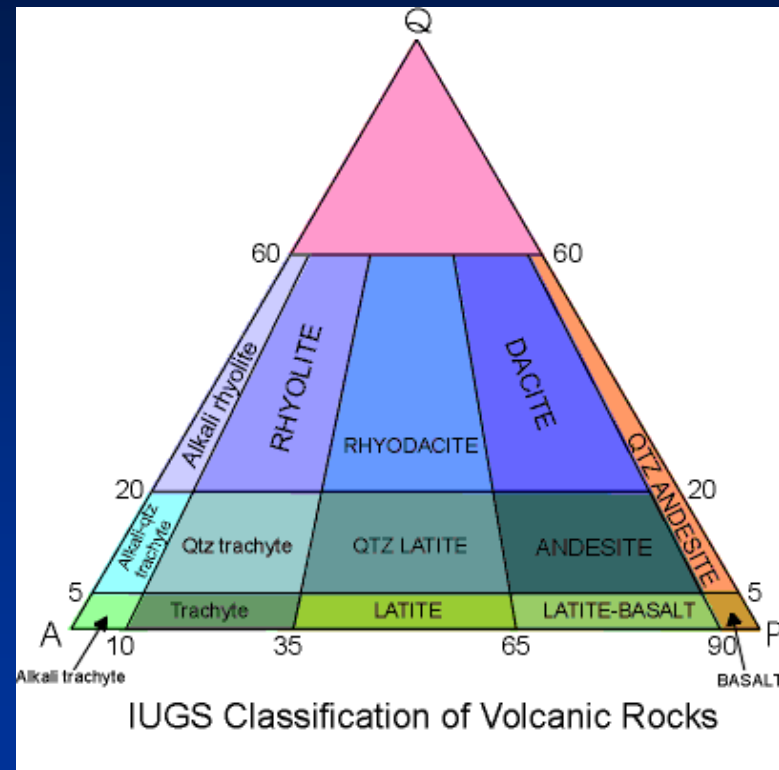 Q
60 60
Alkali rhyolite
RHYOLITE
RHYODACITE
DACITE
QTZ ANDESITE
20 20
Alkali-qtz
trachyte
Qtz trachyte
QTZ LATITE
ANDESITE
5 5
Trachyte
LATITE
LATITE-BASALT
A P
10 35 65 90
Alkali trachyte
BASALT
IUGS Classification of Volcanic Rocks